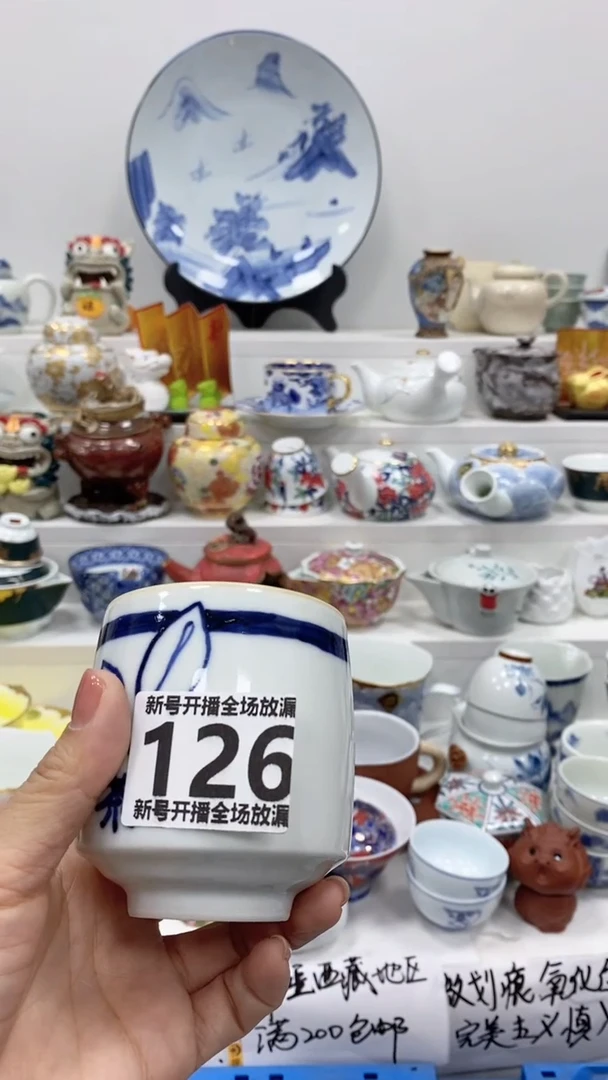 新号开播全场放漏
126
新号开播全场放漏
西藏地区
满200包邮
划痕 氧化
完美主义慎